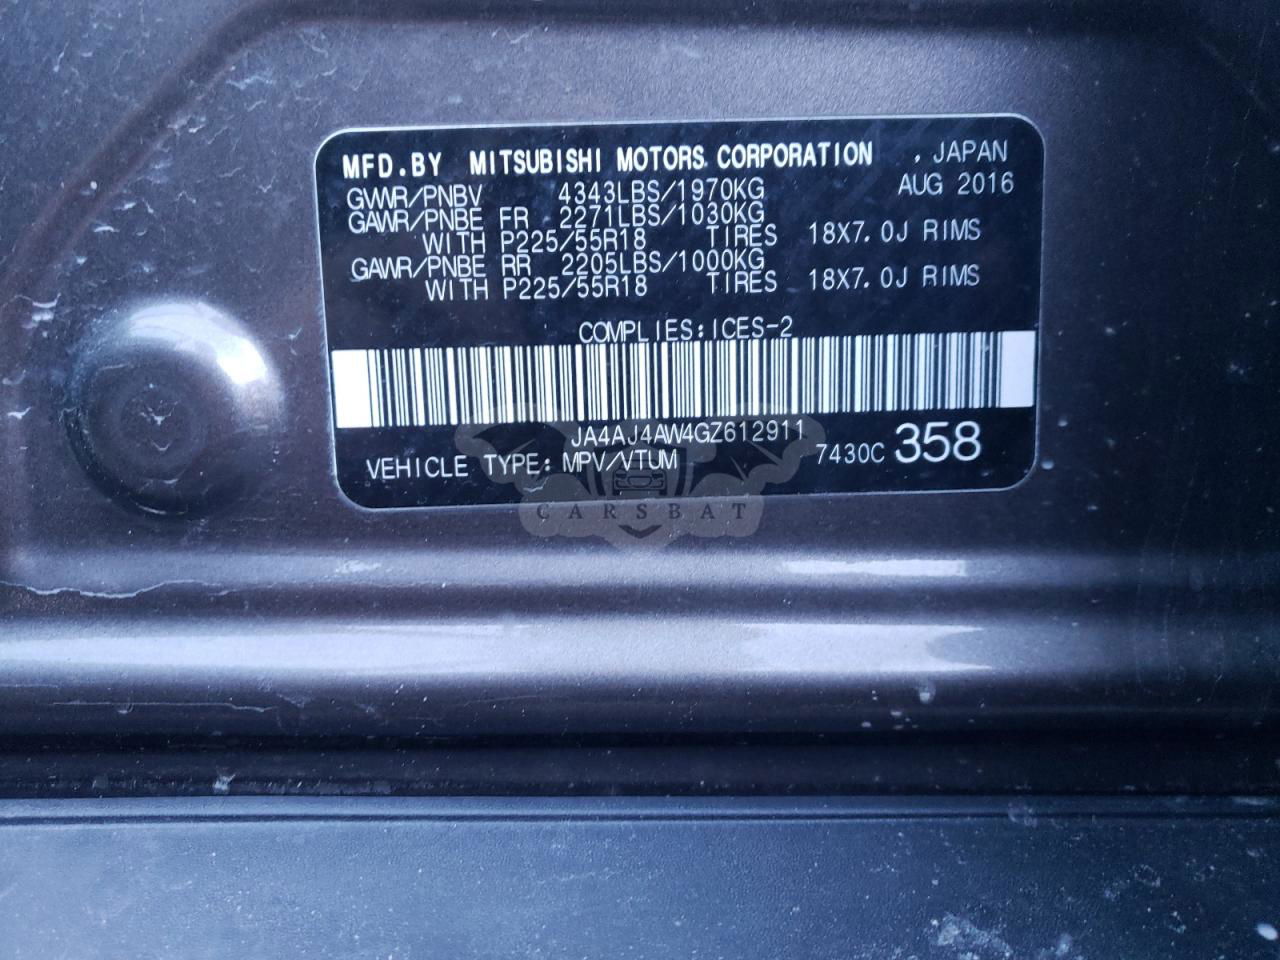 MFD.BY MITSUBISHI MOTORS CORPORATION , JAPAN
GVWR/PNBV 4343LBS/1970KG AUG 2016
GAWR/PNBE FR 2271LBS/1030KG
WITH P225/55R18 TIRES 18X7.0J RIMS
GAWR/PNBE RR 2205LBS/1000KG
WITH P225/55R18 TIRES 18X7.0J RIMS
COMPLIES:ICES-2
JA4AJ4AW4GZ612911
VEHICLE TYPE: MPV/VTUM 7430C 358
CARSBAT